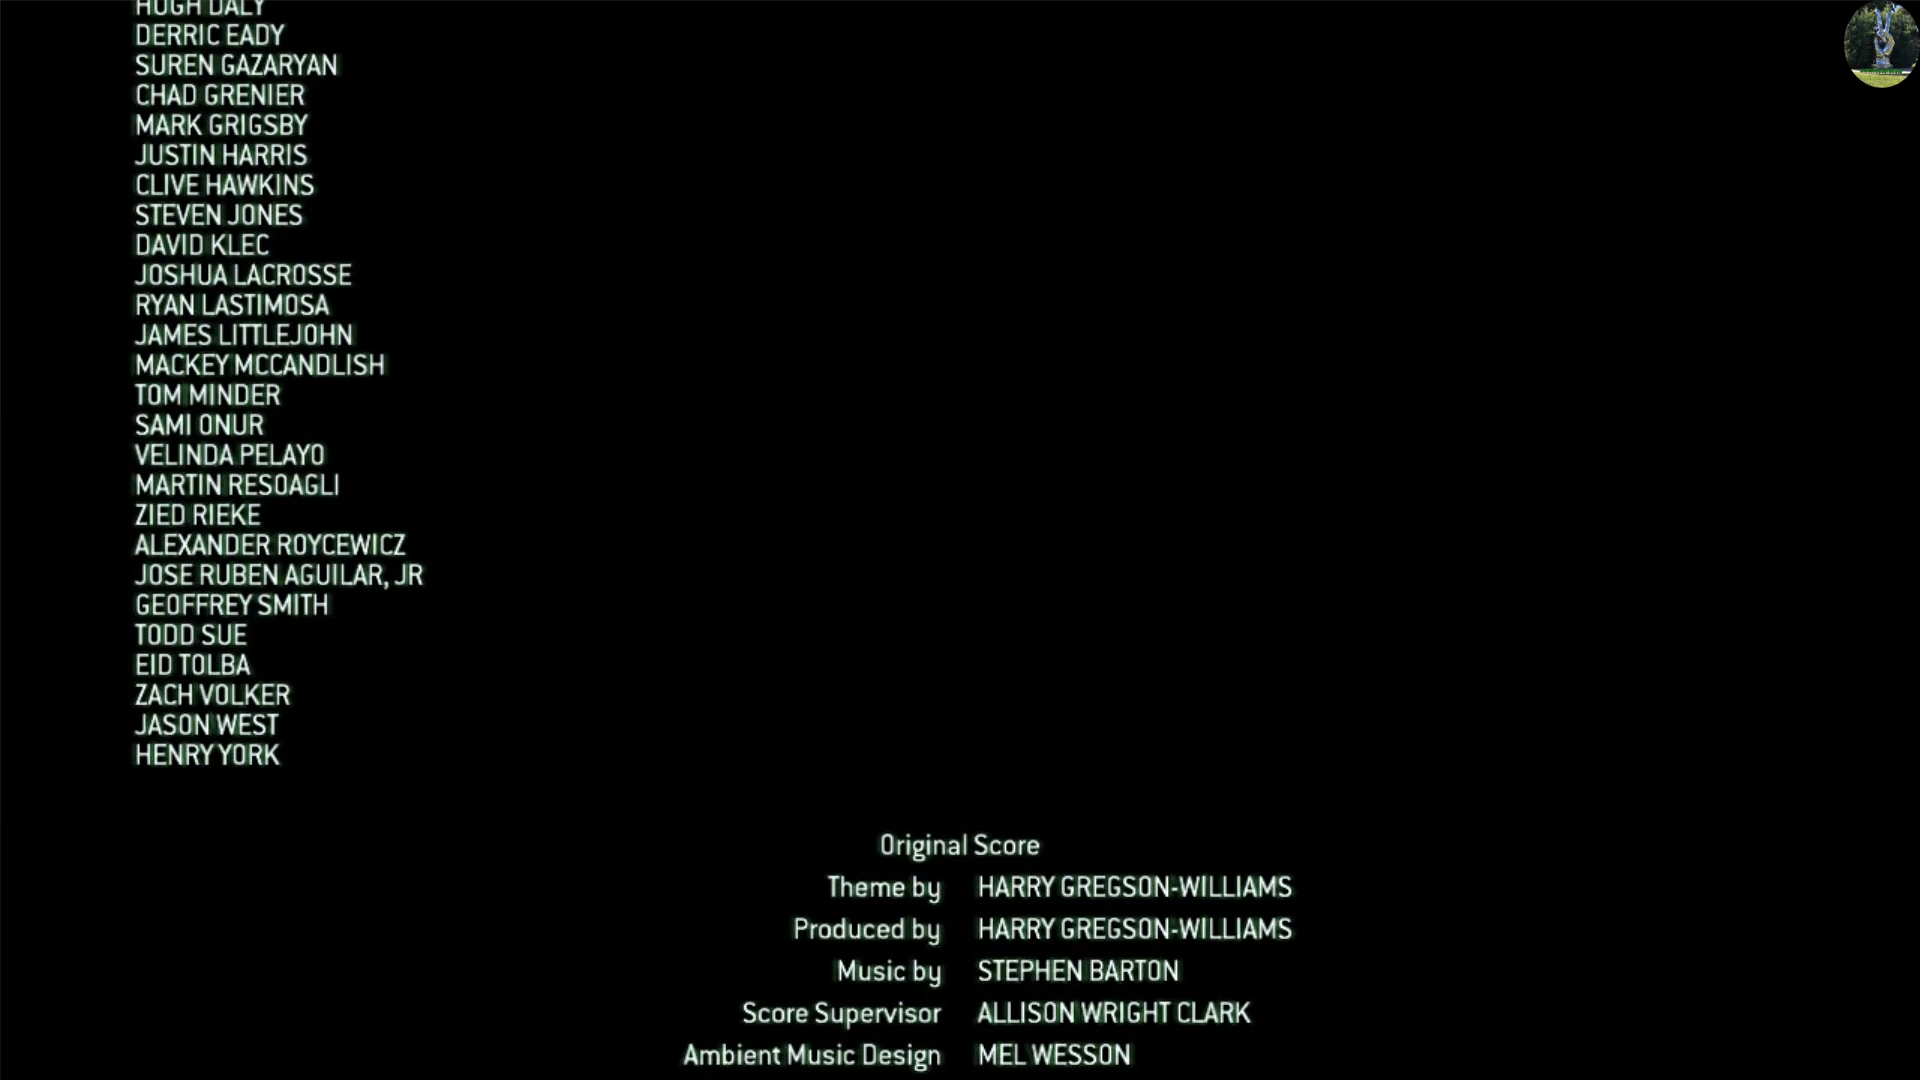 HUGH DALY
DERRIC EADY
SUREN GAZARYAN
CHAD GRENIER
MARK GRIGSBY
JUSTIN HARRIS
CLIVE HAWKINS
STEVEN JONES
DAVID KLEC
JOSHUA LACROSSE
RYAN LASTIMOSA
JAMES LITTLEJOHN
MACKEY MCCANDLISH
TOM MINDER
SAMI ONUR
VELINDA PELAYO
MARTIN RESOAGLI
ZIED RIEKE
ALEXANDER ROYCEWICZ
JOSE RUBEN AGUILAR, JR
GEOFFREY SMITH
TODD SUE
EID TOLBA
ZACH VOLKER
JASON WEST
HENRY YORK
Original Score
Theme by HARRY GREGSON-WILLIAMS
Produced by HARRY GREGSON-WILLIAMS
Music by STEPHEN BARTON
Score Supervisor ALLISON WRIGHT CLARK
Ambient Music Design MEL WESSON